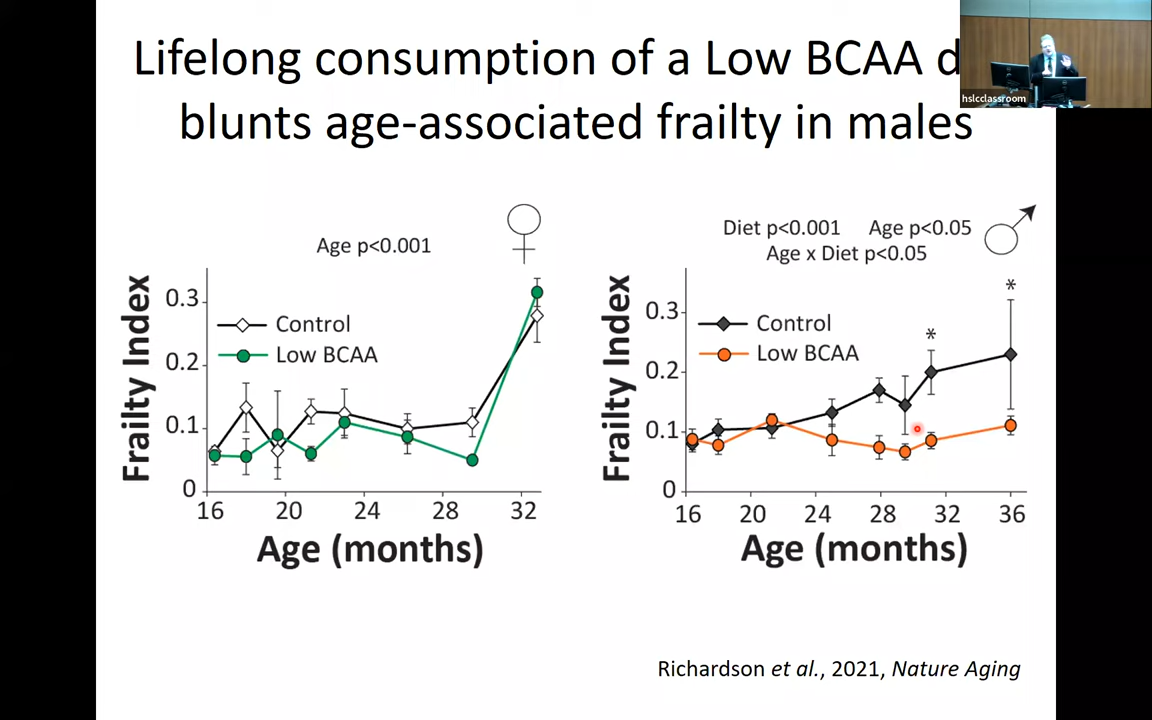 Lifelong consumption of a Low BCAA d
blunts age-associated frailty in males
hslcclassroom
Age p<0.001
Frailty Index
0.3
0.2
0.1
0
Control
Low BCAA
16 20 24 28 32
Age (months)
Diet p<0.001 Age p<0.05
Age x Diet p<0.05
Frailty Index
0.3
0.2
0.1
0
Control
Low BCAA
*
*
16 20 24 28 32 36
Age (months)
Richardson et al., 2021, Nature Aging